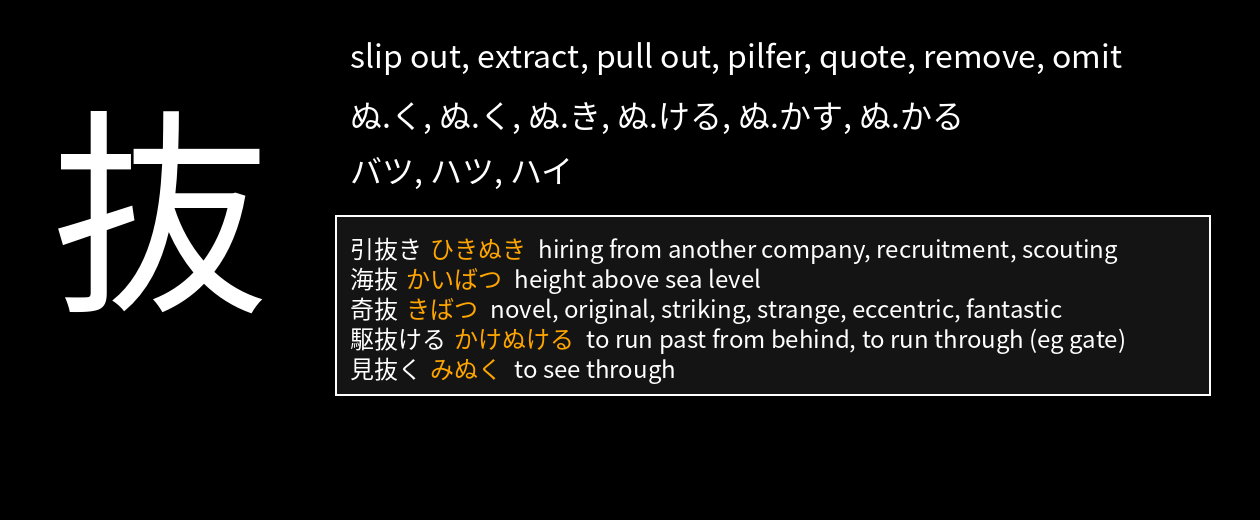 抜
slip out, extract, pull out, pilfer, quote, remove, omit
ぬ.く, ぬ.く, ぬ.き, ぬ.ける, ぬ.かす, ぬ.かる
バツ, ハツ, ハイ
引抜き ひきぬき hiring from another company, recruitment, scouting
海抜 かいばつ height above sea level
奇抜 きばつ novel, original, striking, strange, eccentric, fantastic
駆抜ける かけぬける to run past from behind, to run through (eg gate)
見抜く みぬく to see through